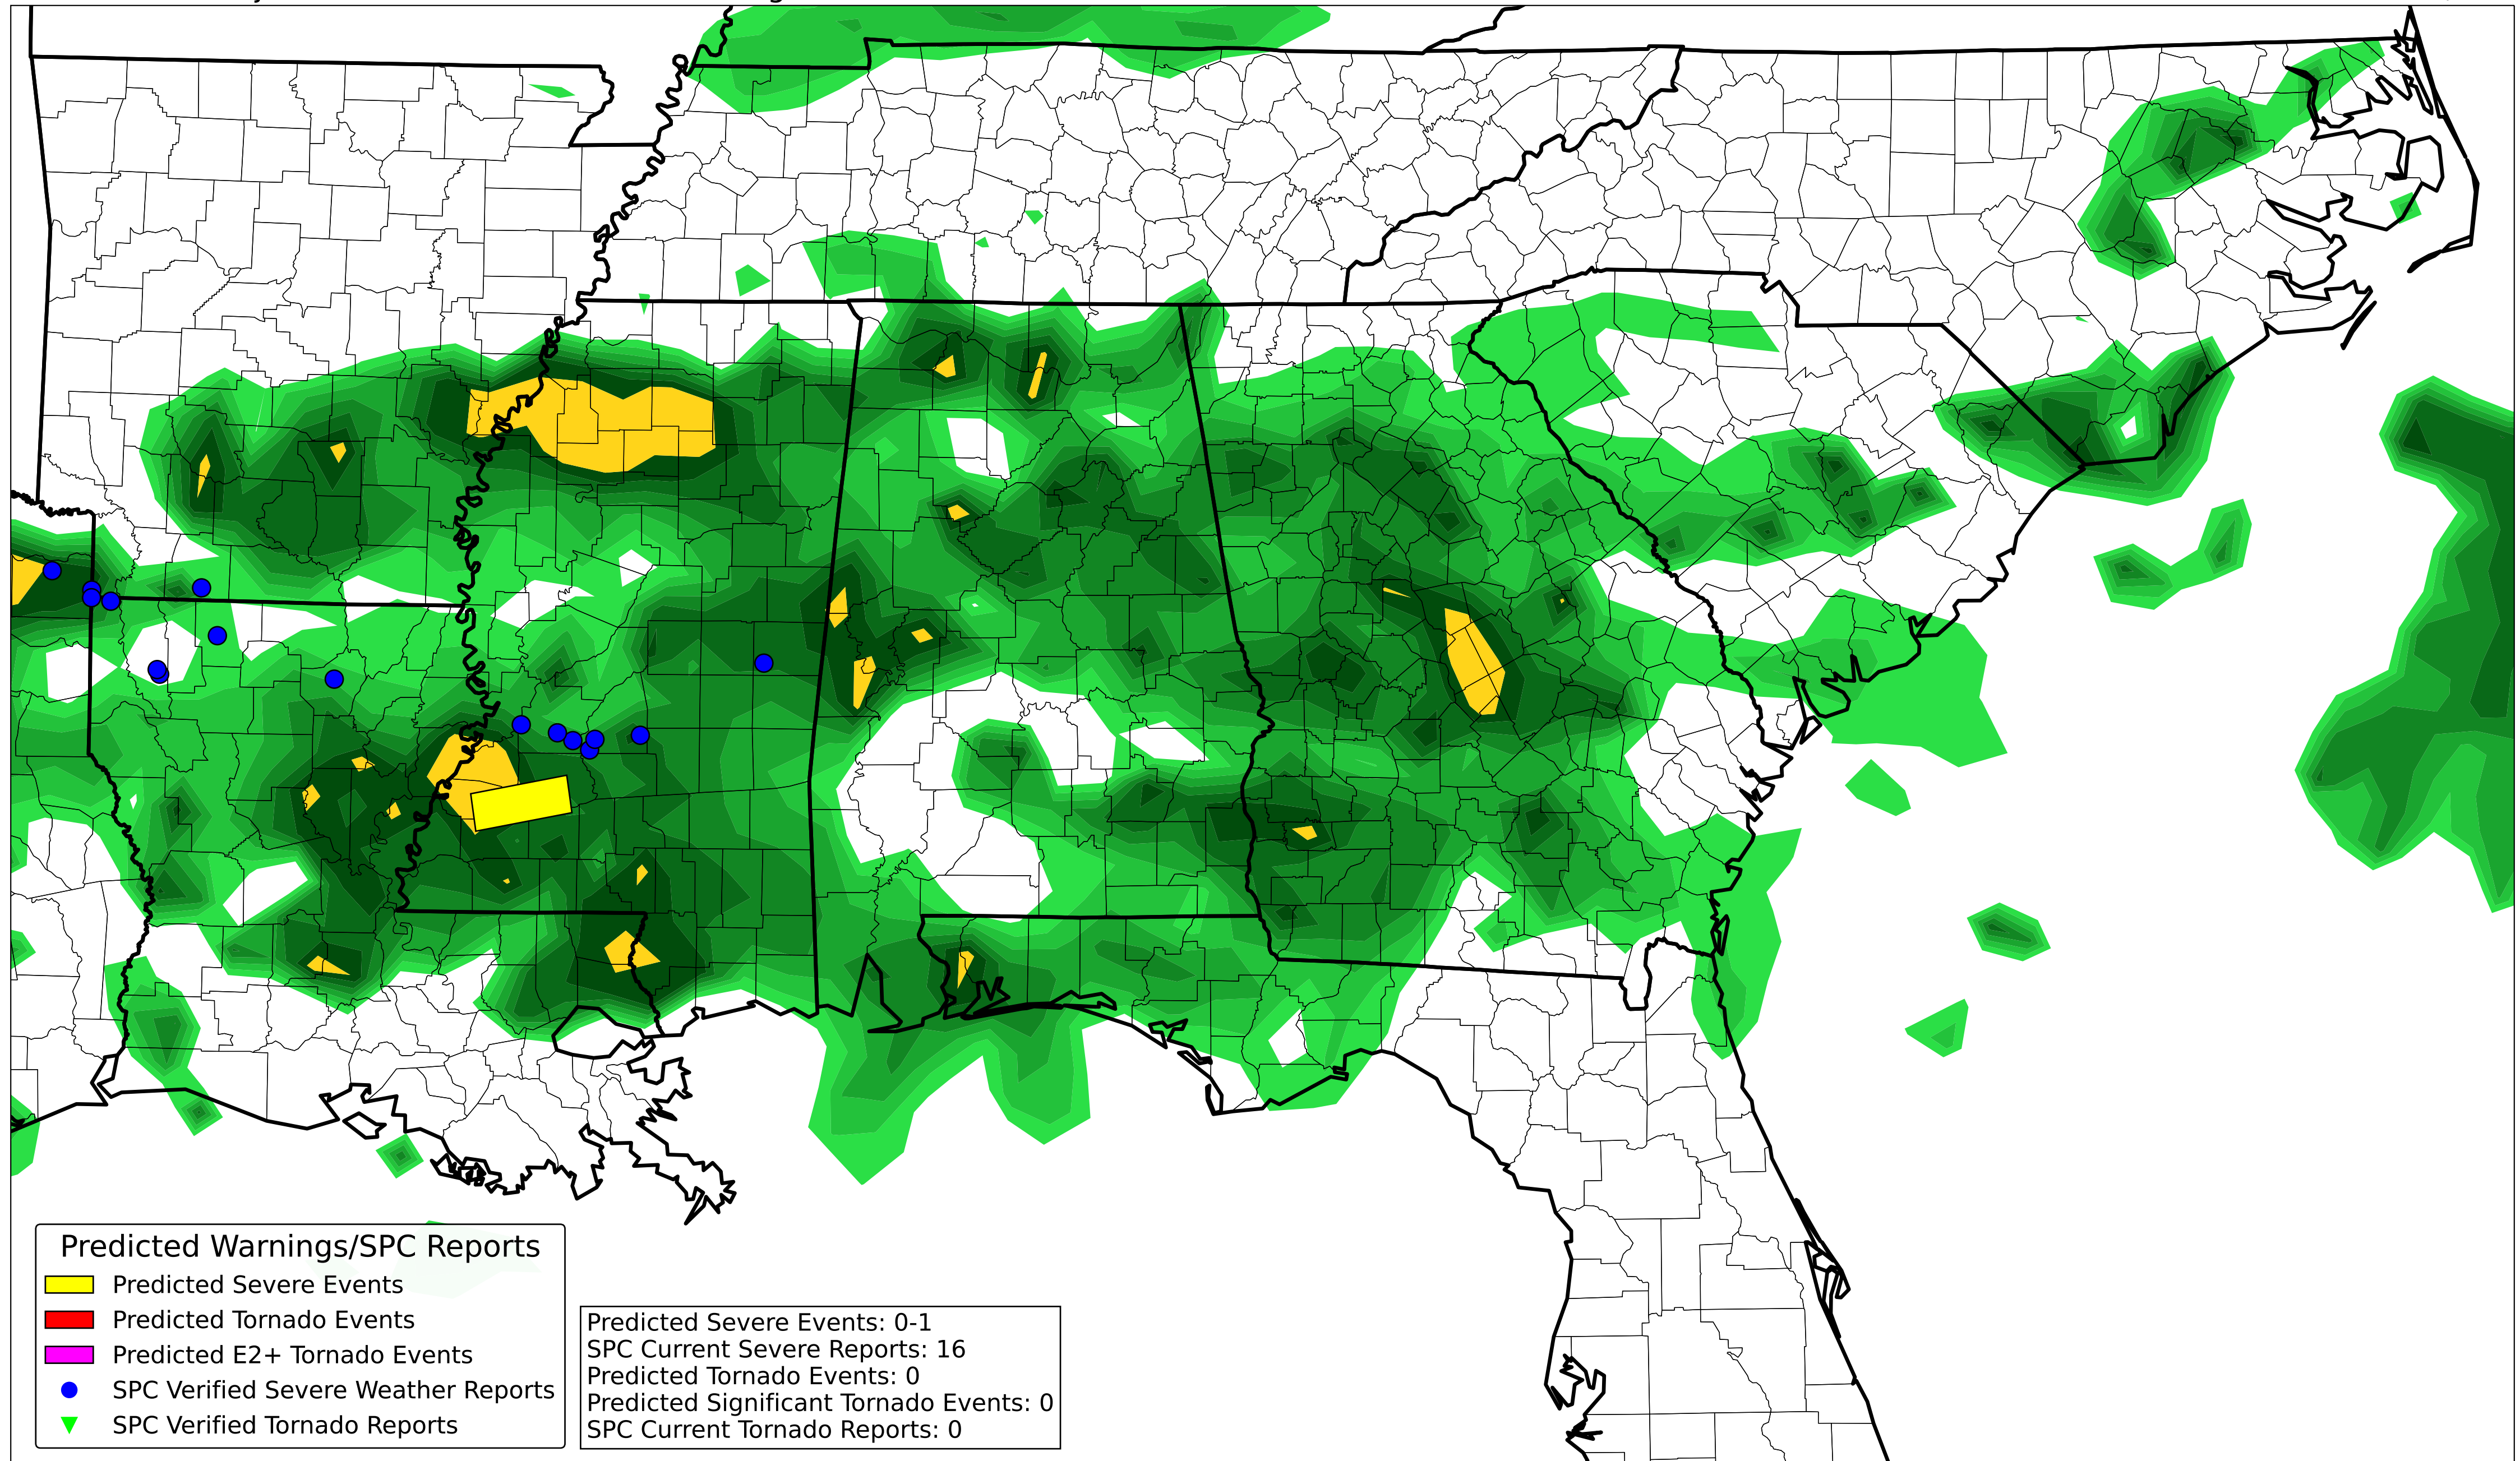 Predicted Warnings/SPC Reports
Predicted Severe Events
Predicted Tornado Events
Predicted E2+ Tornado Events
SPC Verified Severe Weather Reports
SPC Verified Tornado Reports
Predicted Severe Events: 0-1
SPC Current Severe Reports: 16
Predicted Tornado Events: 0
Predicted Significant Tornado Events: 0
SPC Current Tornado Reports: 0